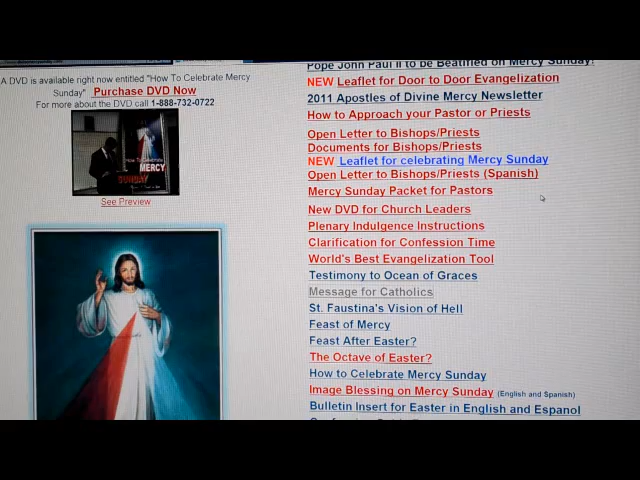 A DVD is available right now entitled "How To Celebrate Mercy
Sunday" Purchase DVD Now
For more about the DVD call 1-888-732-0722
MERCY
SUNDAY
See Preview
Pope John Paul II to be Beatified on Mercy Sunday!
NEW Leaflet for Door to Door Evangelization
2011 Apostles of Divine Mercy Newsletter
How to Approach your Pastor or Priests
Open Letter to Bishops/Priests
Documents for Bishops/Priests
NEW Leaflet for celebrating Mercy Sunday
Open Letter to Bishops/Priests (Spanish)
Mercy Sunday Packet for Pastors
New DVD for Church Leaders
Plenary Indulgence Instructions
Clarification for Confession Time
World's Best Evangelization Tool
Testimony to Ocean of Graces
Message for Catholics
St. Faustina's Vision of Hell
Feast of Mercy
Feast After Easter?
The Octave of Easter?
How to Celebrate Mercy Sunday
Image Blessing on Mercy Sunday (English and Spanish)
Bulletin Insert for Easter in English and Espanol